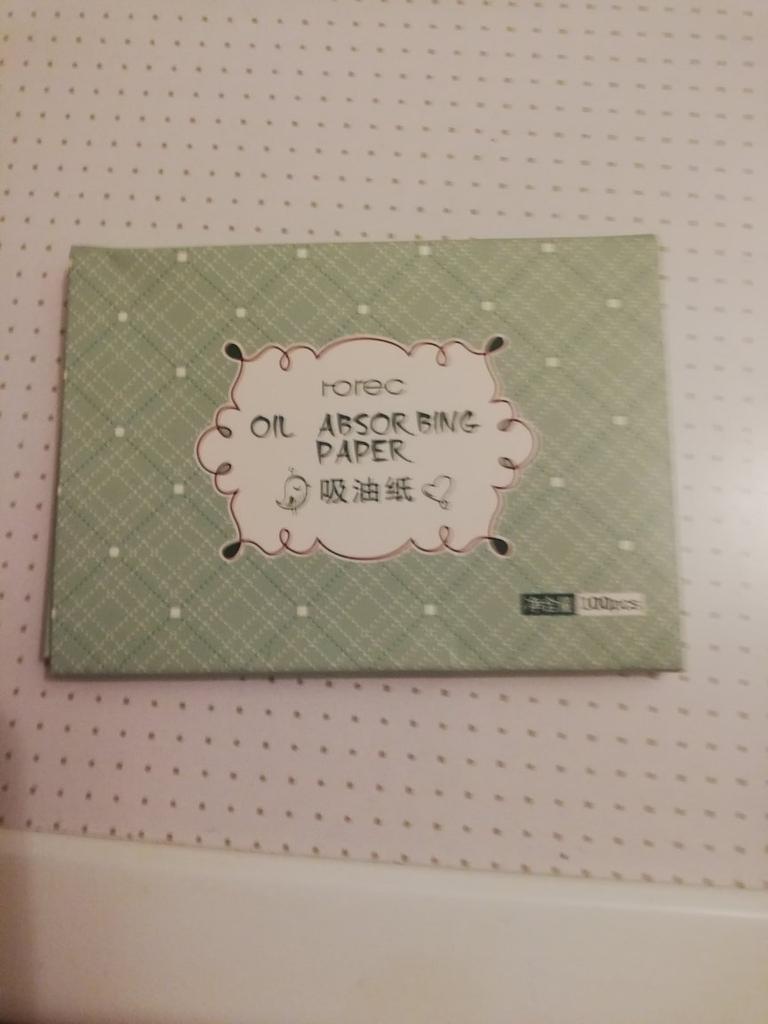 rorec
OIL ABSORBING
PAPER
吸油纸
100pcs